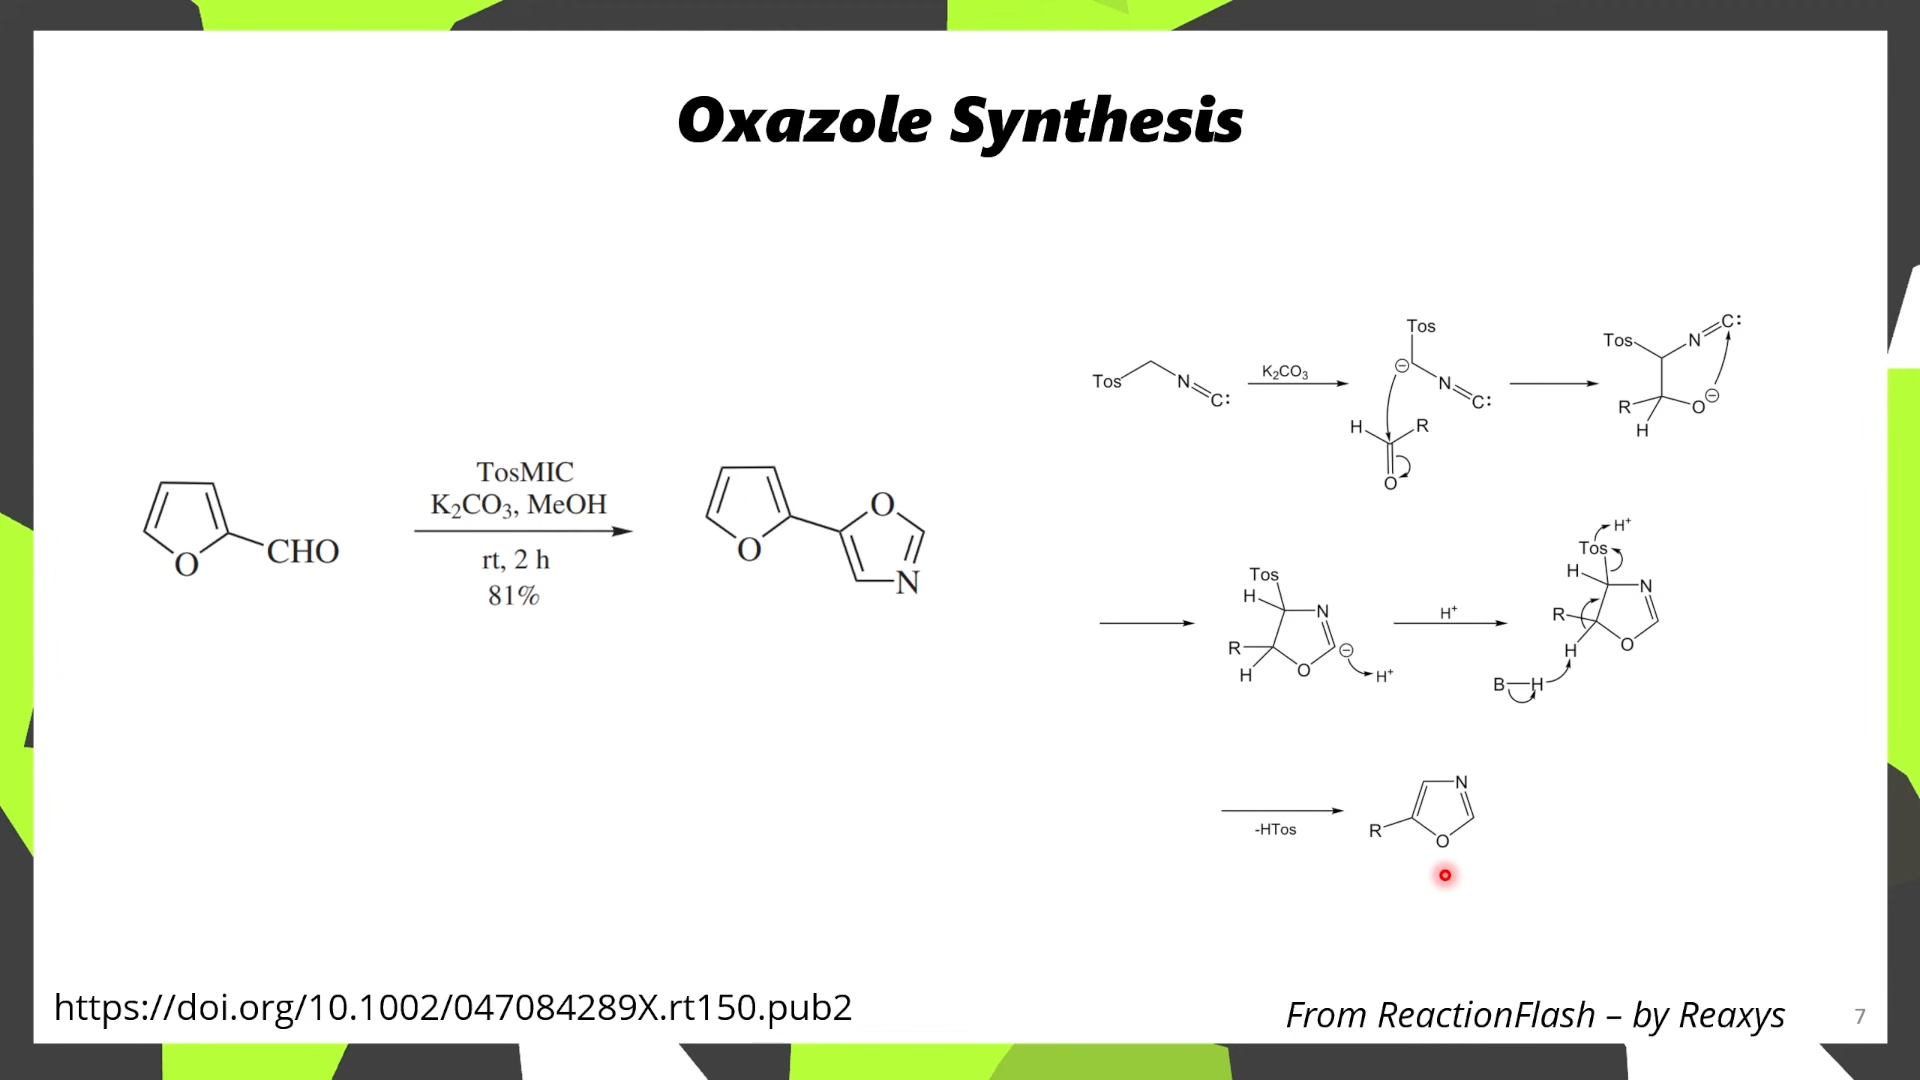 Oxazole Synthesis
CHO
O
TosMIC
K₂CO₃, MeOH
rt, 2 h
81%
O
O
N
Tos
N
C:
K₂CO₃
Tos
⊖
N
C:
H
R
O
Tos
N
C:
R
H
O
⊖
Tos
H
N
R
H
O
⊖
H⁺
H⁺
H⁺
Tos
H
N
R
H
O
B
H
-HTos
N
R
O
https://doi.org/10.1002/047084289X.rt150.pub2
From ReactionFlash – by Reaxys
7